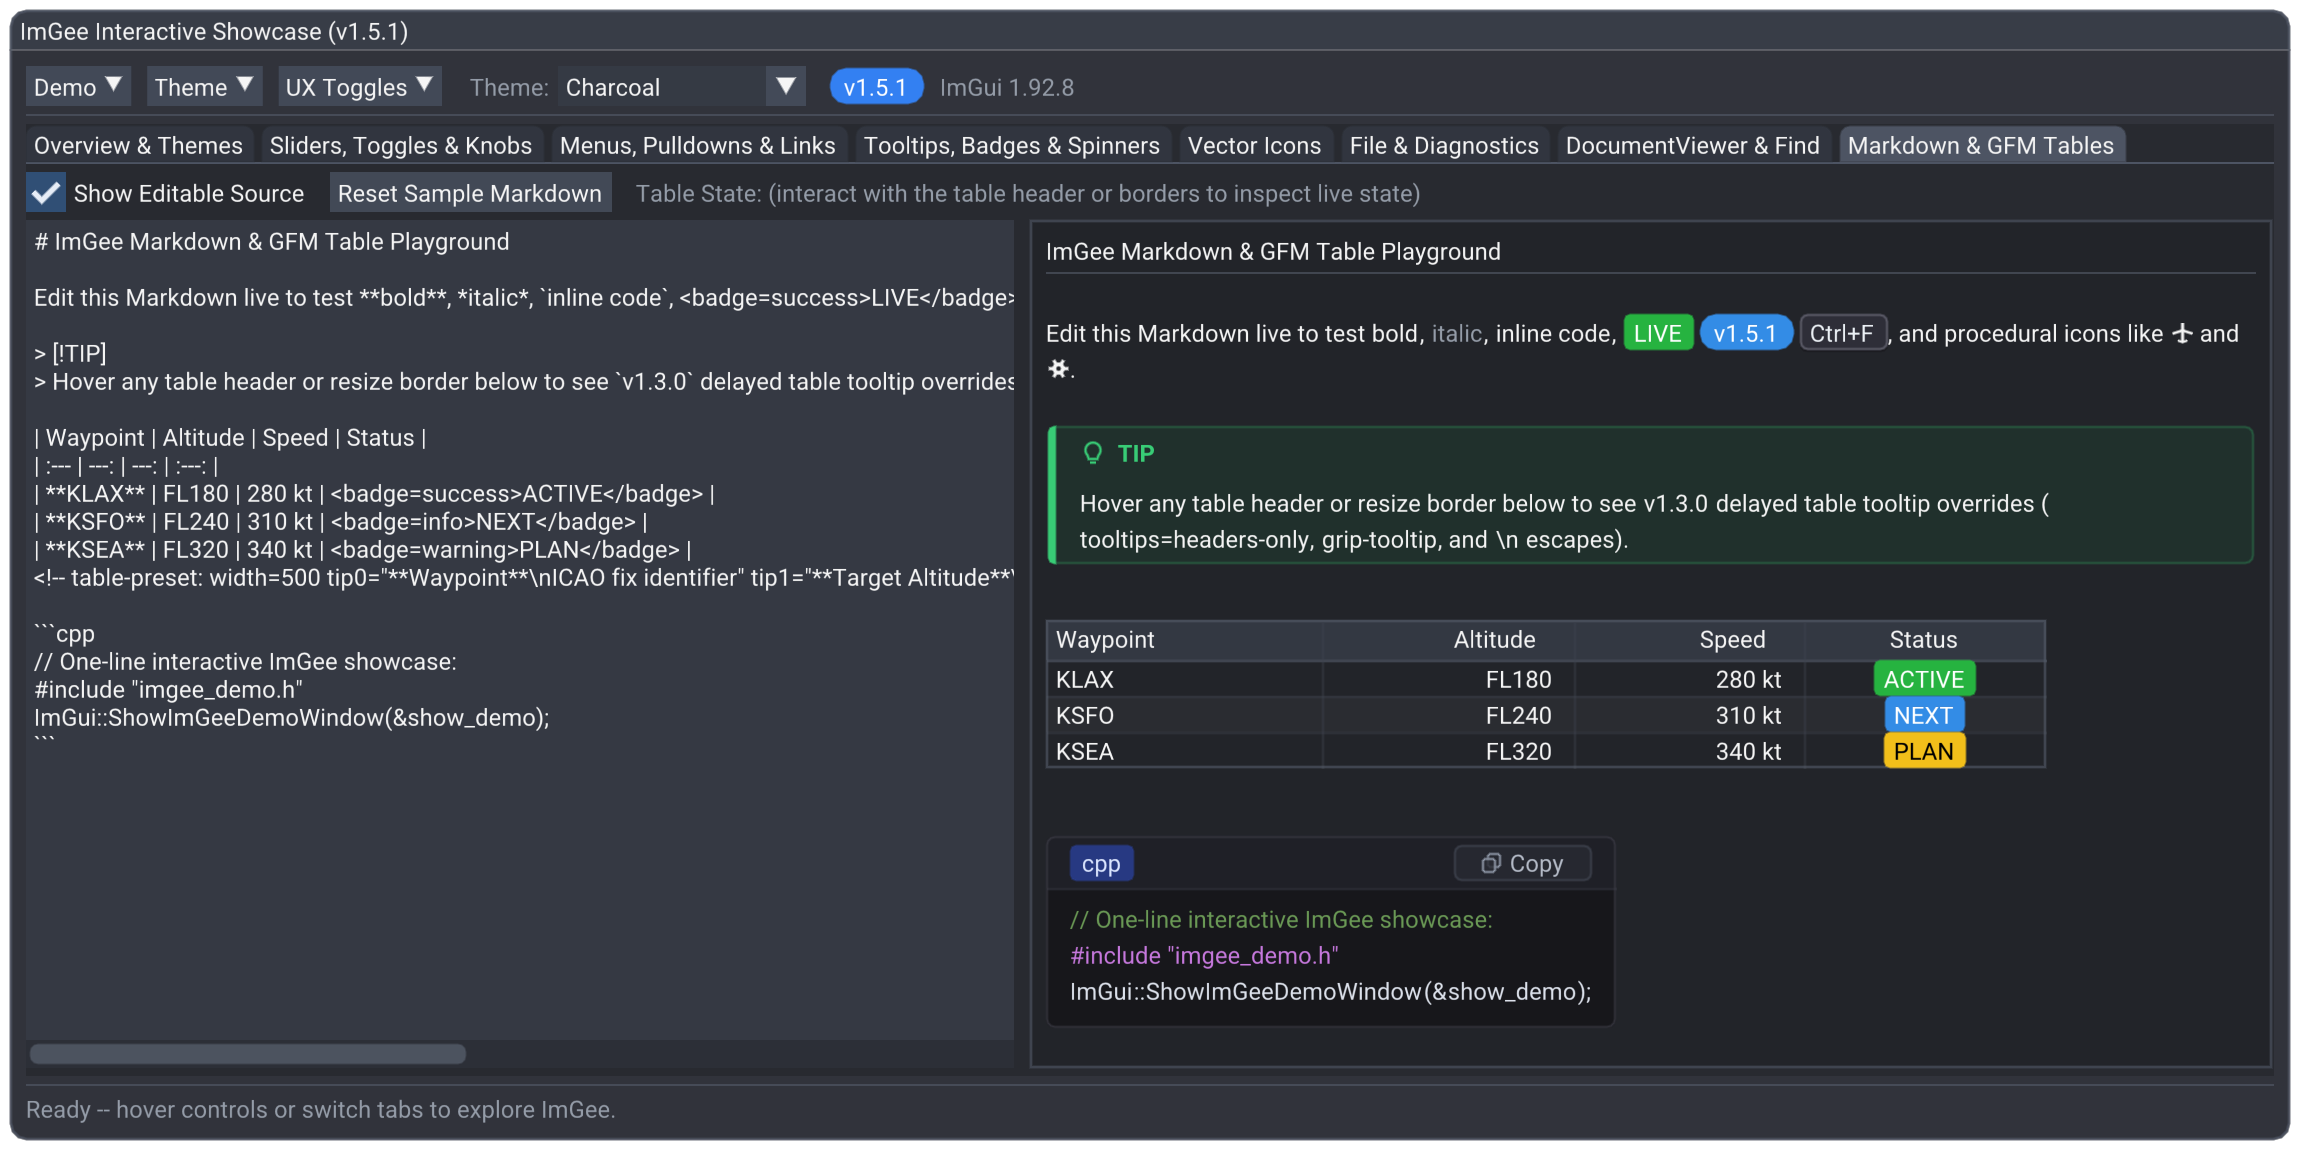 ImGee Interactive Showcase (v1.5.1)
Demo Theme UX Toggles Theme: Charcoal v1.5.1 ImGui 1.92.8
Overview & Themes Sliders, Toggles & Knobs Menus, Pulldowns & Links Tooltips, Badges & Spinners Vector Icons File & Diagnostics DocumentViewer & Find Markdown & GFM Tables
Show Editable Source Reset Sample Markdown Table State: (interact with the table header or borders to inspect live state)
# ImGee Markdown & GFM Table Playground
Edit this Markdown live to test **bold**, *italic*, `inline code`, <badge=success>LIVE</badge>
> [!TIP]
> Hover any table header or resize border below to see `v1.3.0` delayed table tooltip overrides
| Waypoint | Altitude | Speed | Status |
| :--- | ---: | ---: | :---: |
| **KLAX** | FL180 | 280 kt | <badge=success>ACTIVE</badge> |
| **KSFO** | FL240 | 310 kt | <badge=info>NEXT</badge> |
| **KSEA** | FL320 | 340 kt | <badge=warning>PLAN</badge> |
<!-- table-preset: width=500 tip0="**Waypoint**\nICAO fix identifier" tip1="**Target Altitude**\
```cpp
// One-line interactive ImGee showcase:
#include "imgee_demo.h"
ImGui::ShowImGeeDemoWindow(&show_demo);
```
ImGee Markdown & GFM Table Playground
Edit this Markdown live to test bold, italic, inline code, LIVE v1.5.1 Ctrl+F, and procedural icons like and
.
TIP
Hover any table header or resize border below to see v1.3.0 delayed table tooltip overrides (
tooltips=headers-only, grip-tooltip, and \n escapes).
Waypoint Altitude Speed Status
KLAX FL180 280 kt ACTIVE
KSFO FL240 310 kt NEXT
KSEA FL320 340 kt PLAN
cpp Copy
// One-line interactive ImGee showcase:
#include "imgee_demo.h"
ImGui::ShowImGeeDemoWindow(&show_demo);
Ready -- hover controls or switch tabs to explore ImGee.